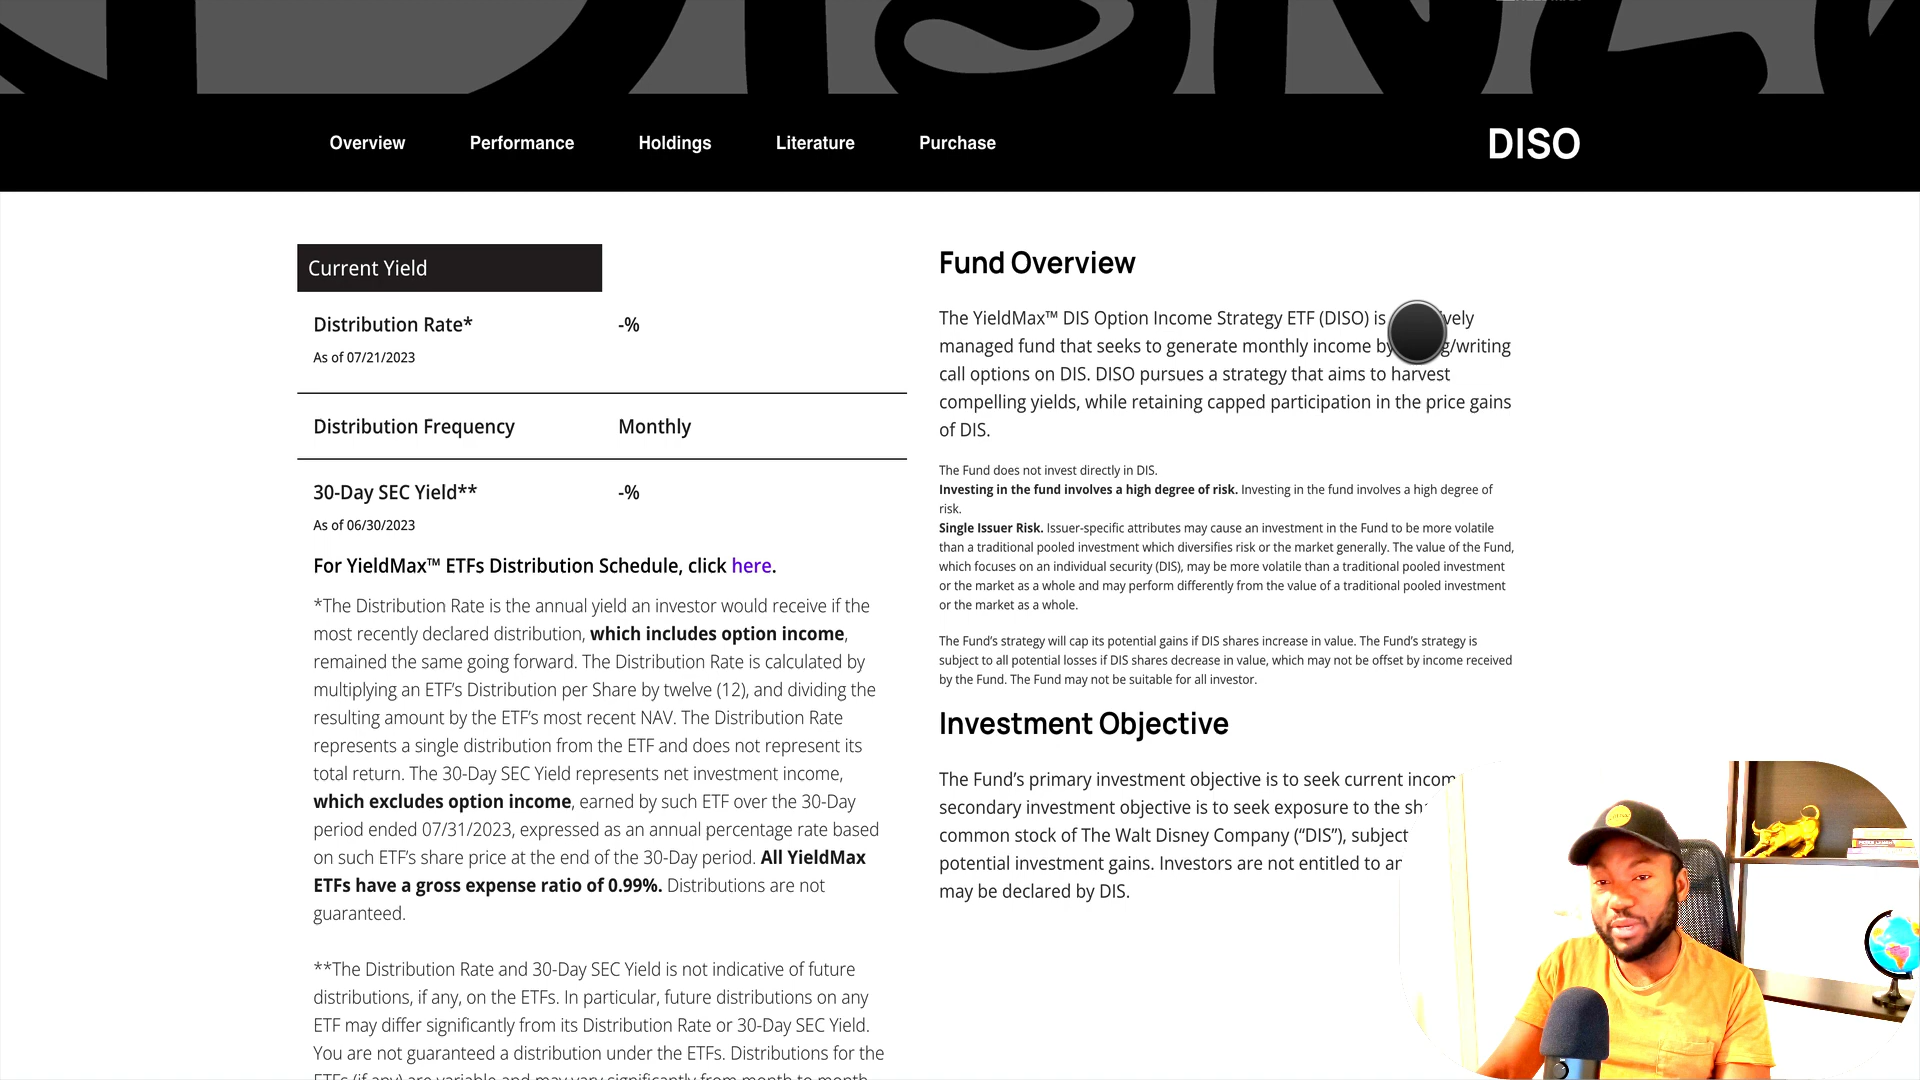 Overview Performance Holdings Literature Purchase DISO
Current Yield
Distribution Rate* -%
As of 07/21/2023
Distribution Frequency Monthly
30-Day SEC Yield** -%
As of 06/30/2023
For YieldMax™ ETFs Distribution Schedule, click here.
*The Distribution Rate is the annual yield an investor would receive if the
most recently declared distribution, which includes option income,
remained the same going forward. The Distribution Rate is calculated by
multiplying an ETF's Distribution per Share by twelve (12), and dividing the
resulting amount by the ETF's most recent NAV. The Distribution Rate
represents a single distribution from the ETF and does not represent its
total return. The 30-Day SEC Yield represents net investment income,
which excludes option income, earned by such ETF over the 30-Day
period ended 07/31/2023, expressed as an annual percentage rate based
on such ETF's share price at the end of the 30-Day period. All YieldMax
ETFs have a gross expense ratio of 0.99%. Distributions are not
guaranteed.
**The Distribution Rate and 30-Day SEC Yield is not indicative of future
distributions, if any, on the ETFs. In particular, future distributions on any
ETF may differ significantly from its Distribution Rate or 30-Day SEC Yield.
You are not guaranteed a distribution under the ETFs. Distributions for the
ETFs (if any) are variable and may vary significantly from month to month
Fund Overview
The YieldMax™ DIS Option Income Strategy ETF (DISO) is
managed fund that seeks to generate monthly income by /writing
call options on DIS. DISO pursues a strategy that aims to harvest
compelling yields, while retaining capped participation in the price gains
of DIS.
The Fund does not invest directly in DIS.
Investing in the fund involves a high degree of risk. Investing in the fund involves a high degree of
risk.
Single Issuer Risk. Issuer-specific attributes may cause an investment in the Fund to be more volatile
than a traditional pooled investment which diversifies risk or the market generally. The value of the Fund,
which focuses on an individual security (DIS), may be more volatile than a traditional pooled investment
or the market as a whole and may perform differently from the value of a traditional pooled investment
or the market as a whole.
The Fund's strategy will cap its potential gains if DIS shares increase in value. The Fund's strategy is
subject to all potential losses if DIS shares decrease in value, which may not be offset by income received
by the Fund. The Fund may not be suitable for all investor.
Investment Objective
The Fund's primary investment objective is to seek current
secondary investment objective is to seek exposure to the
common stock of The Walt Disney Company ("DIS"), subject
potential investment gains. Investors are not entitled to
may be declared by DIS.